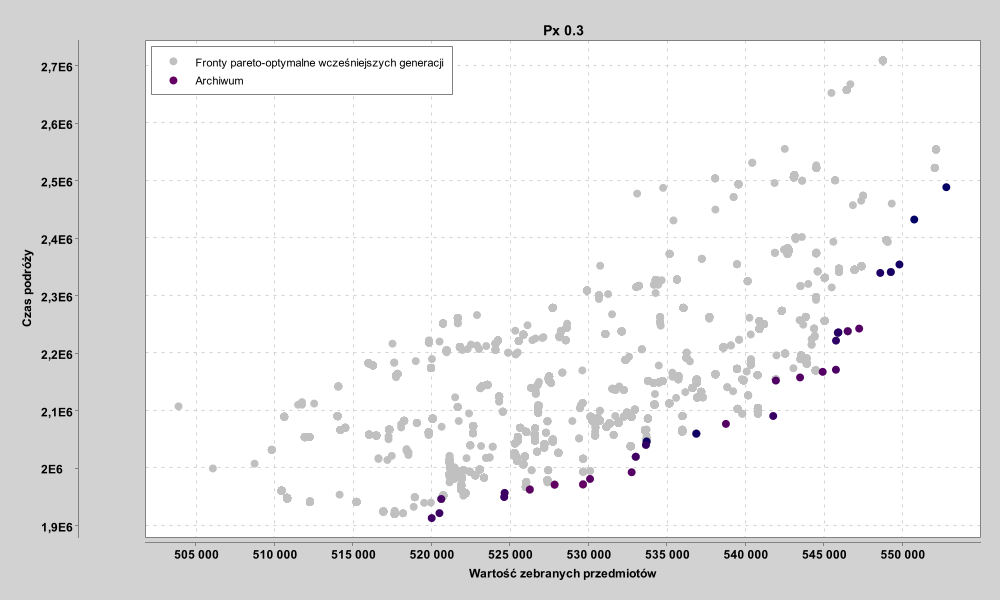 Px 0.3
Fronty pareto-optymalne wcześniejszych generacji
Archiwum
2,7E6
2,6E6
2,5E6
2,4E6
2,3E6
2,2E6
2,1E6
2E6
1,9E6
Czas podróży
505 000 510 000 515 000 520 000 525 000 530 000 535 000 540 000 545 000 550 000
Wartość zebranych przedmiotów